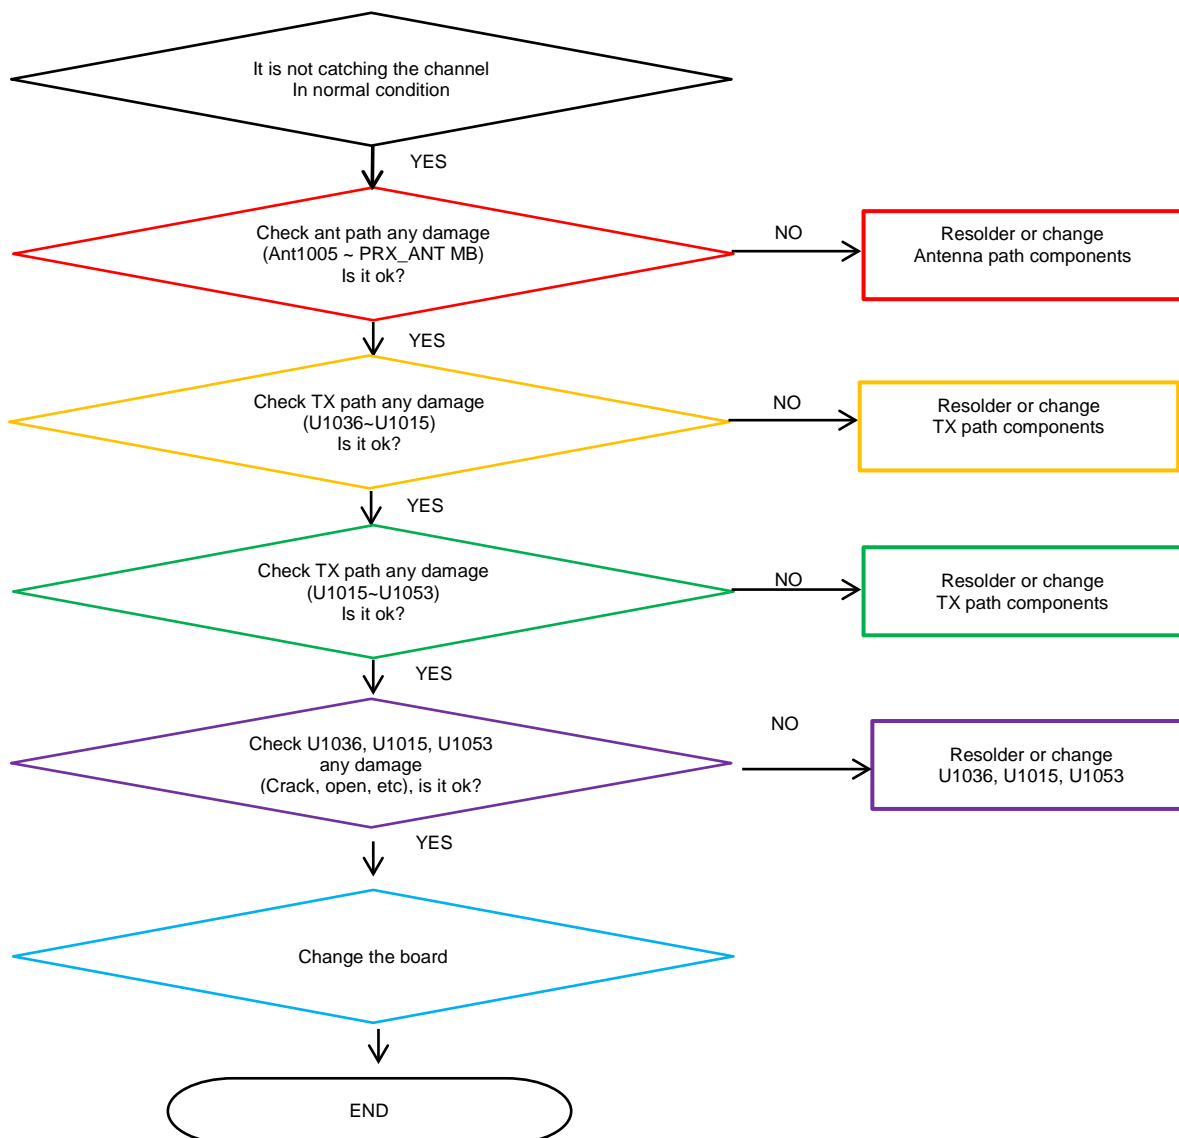 It is not catching the channel
In normal condition
YES
Check ant path any damage
(Ant1005 ~ PRX_ANT MB)
Is it ok?
NO
Resolder or change
Antenna path components
YES
Check TX path any damage
(U1036~U1015)
Is it ok?
NO
Resolder or change
TX path components
YES
Check TX path any damage
(U1015~U1053)
Is it ok?
NO
Resolder or change
TX path components
YES
Check U1036, U1015, U1053
any damage
(Crack, open, etc), is it ok?
NO
Resolder or change
U1036, U1015, U1053
YES
Change the board
END